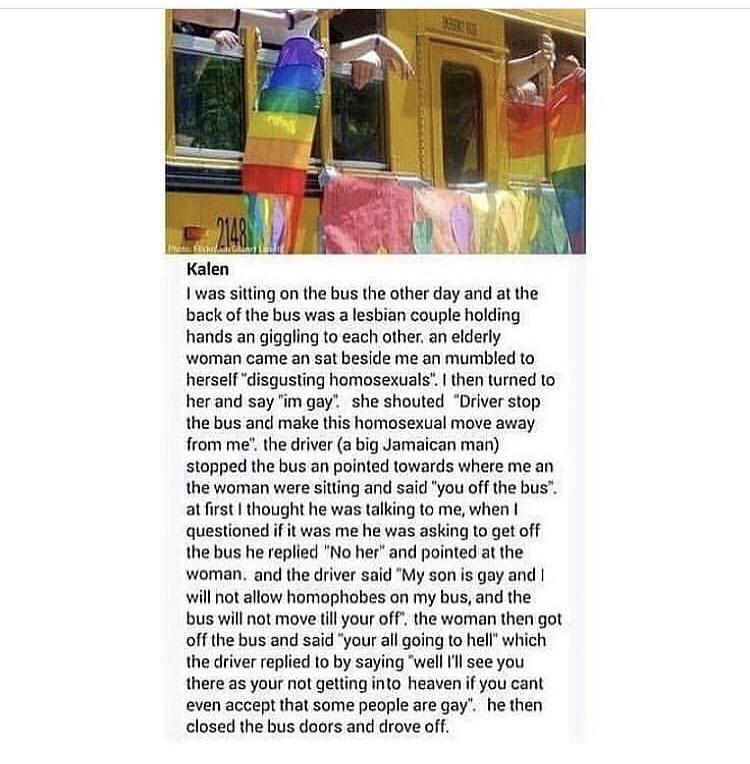 2148
Kalen
I was sitting on the bus the other day and at the
back of the bus was a lesbian couple holding
hands an giggling to each other. an elderly
woman came an sat beside me an mumbled to
herself "disgusting homosexuals". I then turned to
her and say "im gay". she shouted "Driver stop
the bus and make this homosexual move away
from me". the driver (a big Jamaican man)
stopped the bus an pointed towards where me an
the woman were sitting and said "you off the bus".
at first I thought he was talking to me, when I
questioned if it was me he was asking to get off
the bus he replied "No her" and pointed at the
woman. and the driver said "My son is gay and I
will not allow homophobes on my bus, and the
bus will not move till your off". the woman then got
off the bus and said "your all going to hell" which
the driver replied to by saying "well I'll see you
there as your not getting into heaven if you cant
even accept that some people are gay". he then
closed the bus doors and drove off.